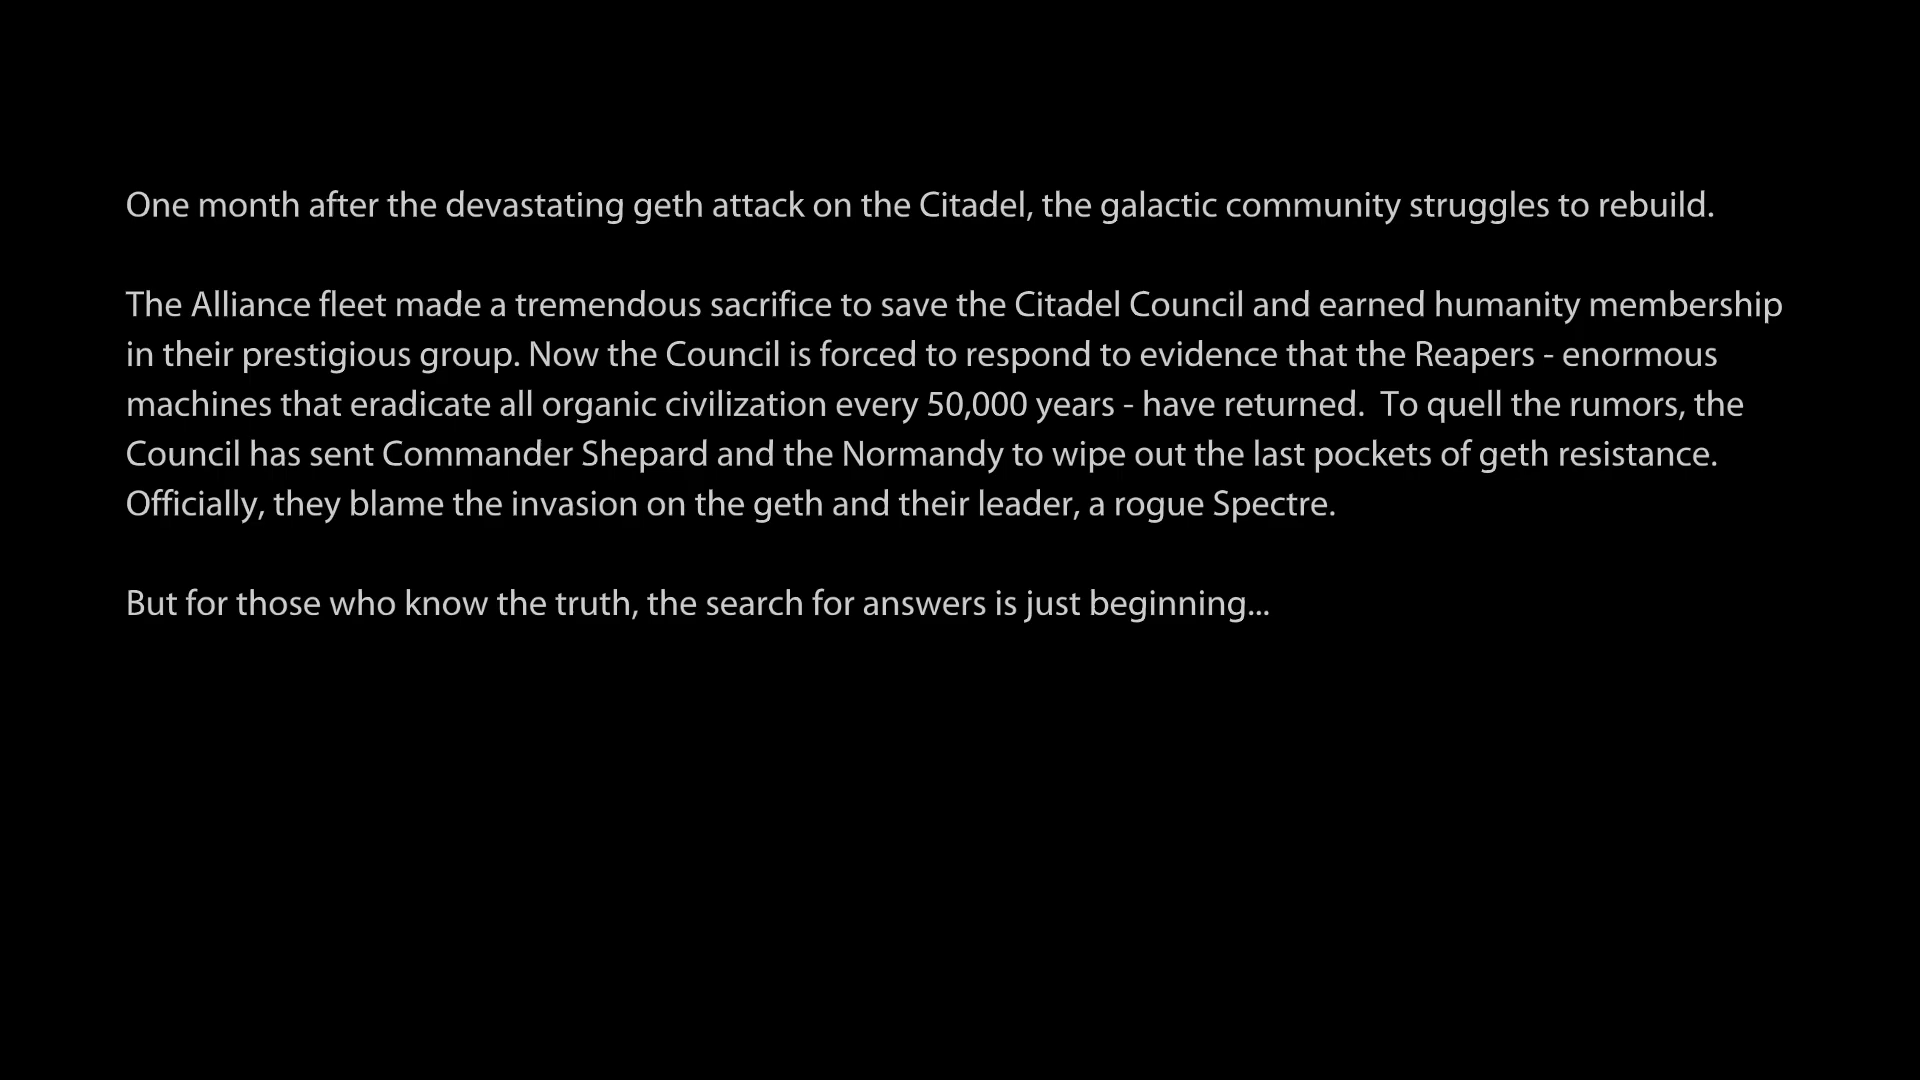 One month after the devastating geth attack on the Citadel, the galactic community struggles to rebuild.
The Alliance fleet made a tremendous sacrifice to save the Citadel Council and earned humanity membership
in their prestigious group. Now the Council is forced to respond to evidence that the Reapers - enormous
machines that eradicate all organic civilization every 50,000 years - have returned.  To quell the rumors, the
Council has sent Commander Shepard and the Normandy to wipe out the last pockets of geth resistance.
Officially, they blame the invasion on the geth and their leader, a rogue Spectre.
But for those who know the truth, the search for answers is just beginning...